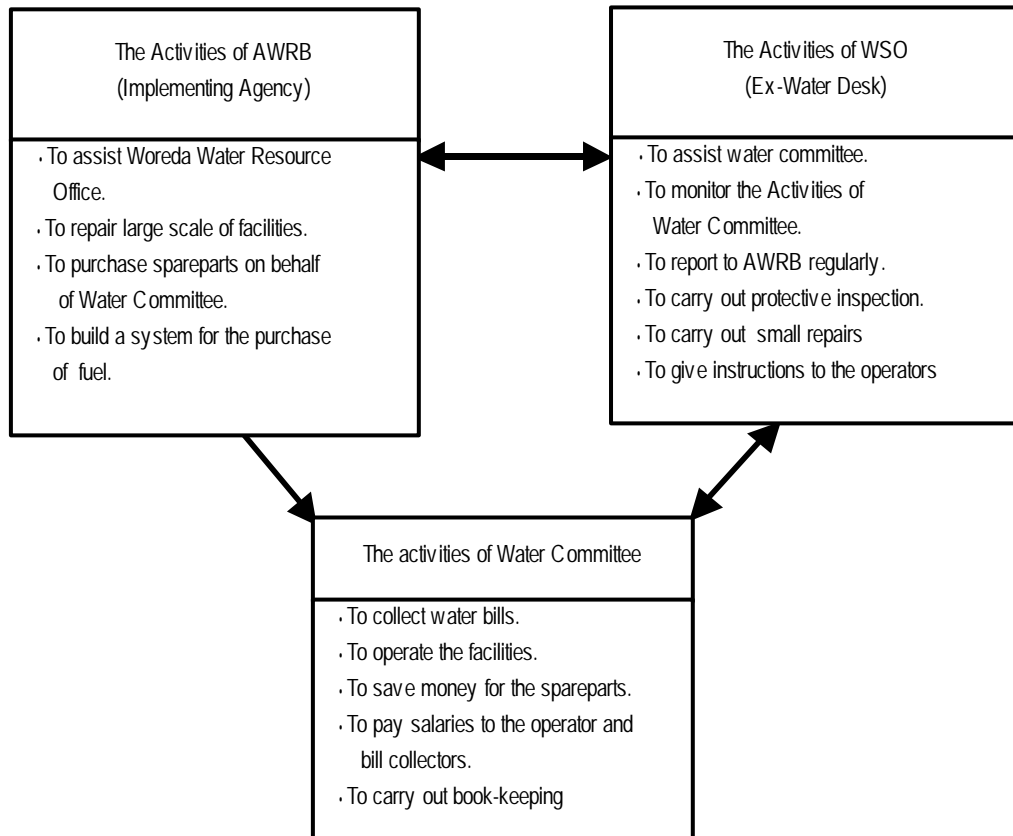 The Activities of AWRB
(Implementing Agency)
· To assist Woreda Water Resource
Office.
· To repair large scale of facilities.
· To purchase spareparts on behalf
of Water Committee.
· To build a system for the purchase
of fuel.
The Activities of WSO
(Ex-Water Desk)
· To assist water committee.
· To monitor the Activities of
Water Committee.
· To report to AWRB regularly.
· To carry out protective inspection.
· To carry out small repairs
· To give instructions to the operators
The activities of Water Committee
· To collect water bills.
· To operate the facilities.
· To save money for the spareparts.
· To pay salaries to the operator and
bill collectors.
· To carry out book-keeping